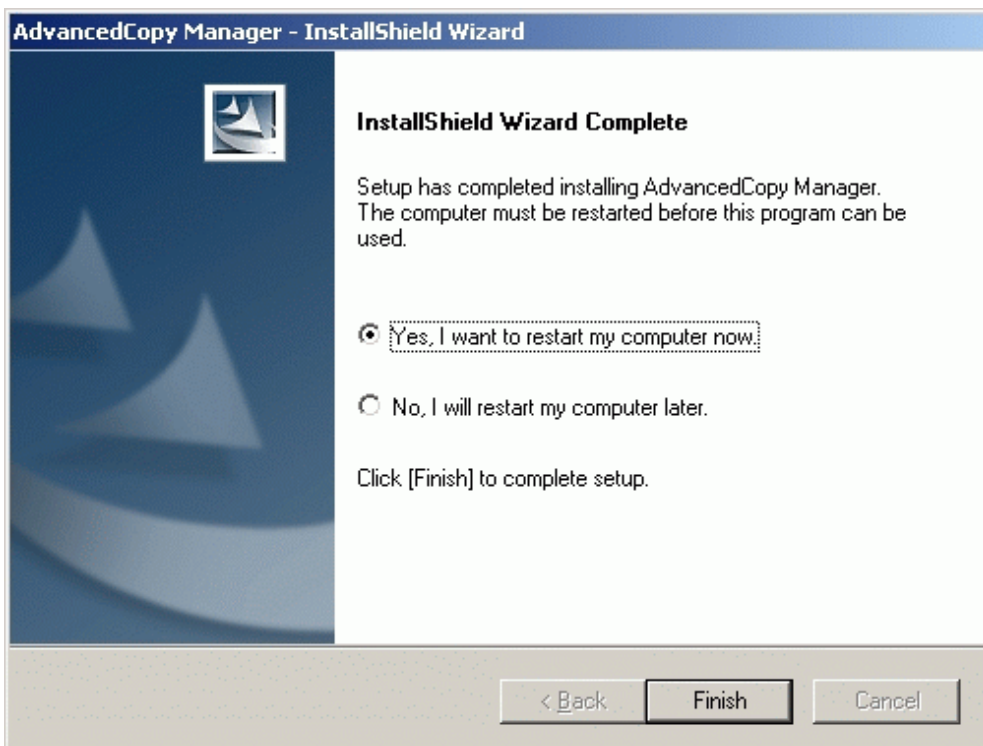 AdvancedCopy Manager - InstallShield Wizard
InstallShield Wizard Complete
Setup has completed installing AdvancedCopy Manager.
The computer must be restarted before this program can be
used.
Yes, I want to restart my computer now.
No, I will restart my computer later.
Click [Finish] to complete setup.
< Back Finish Cancel